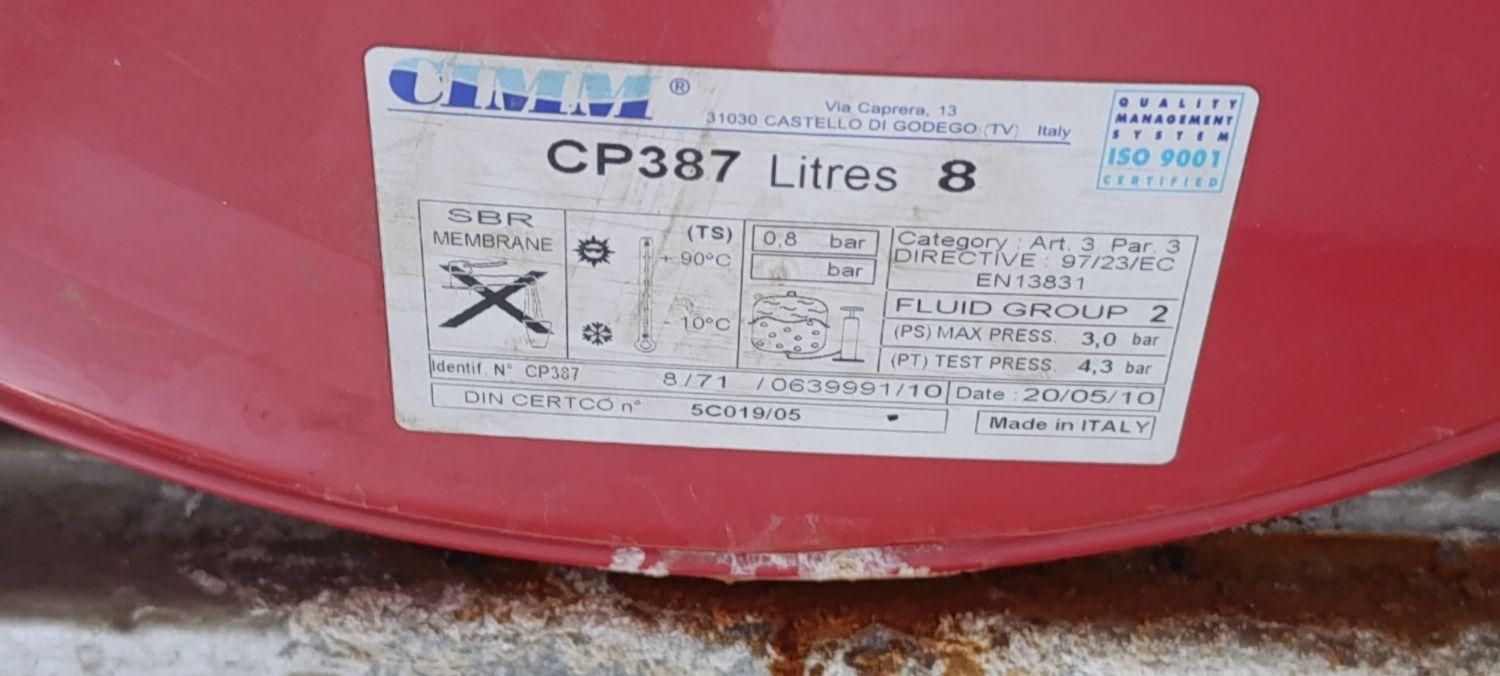 CIMM ®
Via Caprera, 13
31030 CASTELLO DI GODEGO (TV) Italy
QUALITY
MANAGEMENT
SYSTEM
ISO 9001
CERTIFIED
CP387 Litres 8
SBR
MEMBRANE
(TS)
+ 90°C
- 10°C
0,8 bar
bar
Category : Art. 3 Par. 3
DIRECTIVE : 97/23/EC
EN13831
FLUID GROUP 2
(PS) MAX PRESS. 3,0 bar
(PT) TEST PRESS. 4,3 bar
Identif. N° CP387 8/71 /0639991/10 Date : 20/05/10
DIN CERTCO n° 5C019/05
Made in ITALY